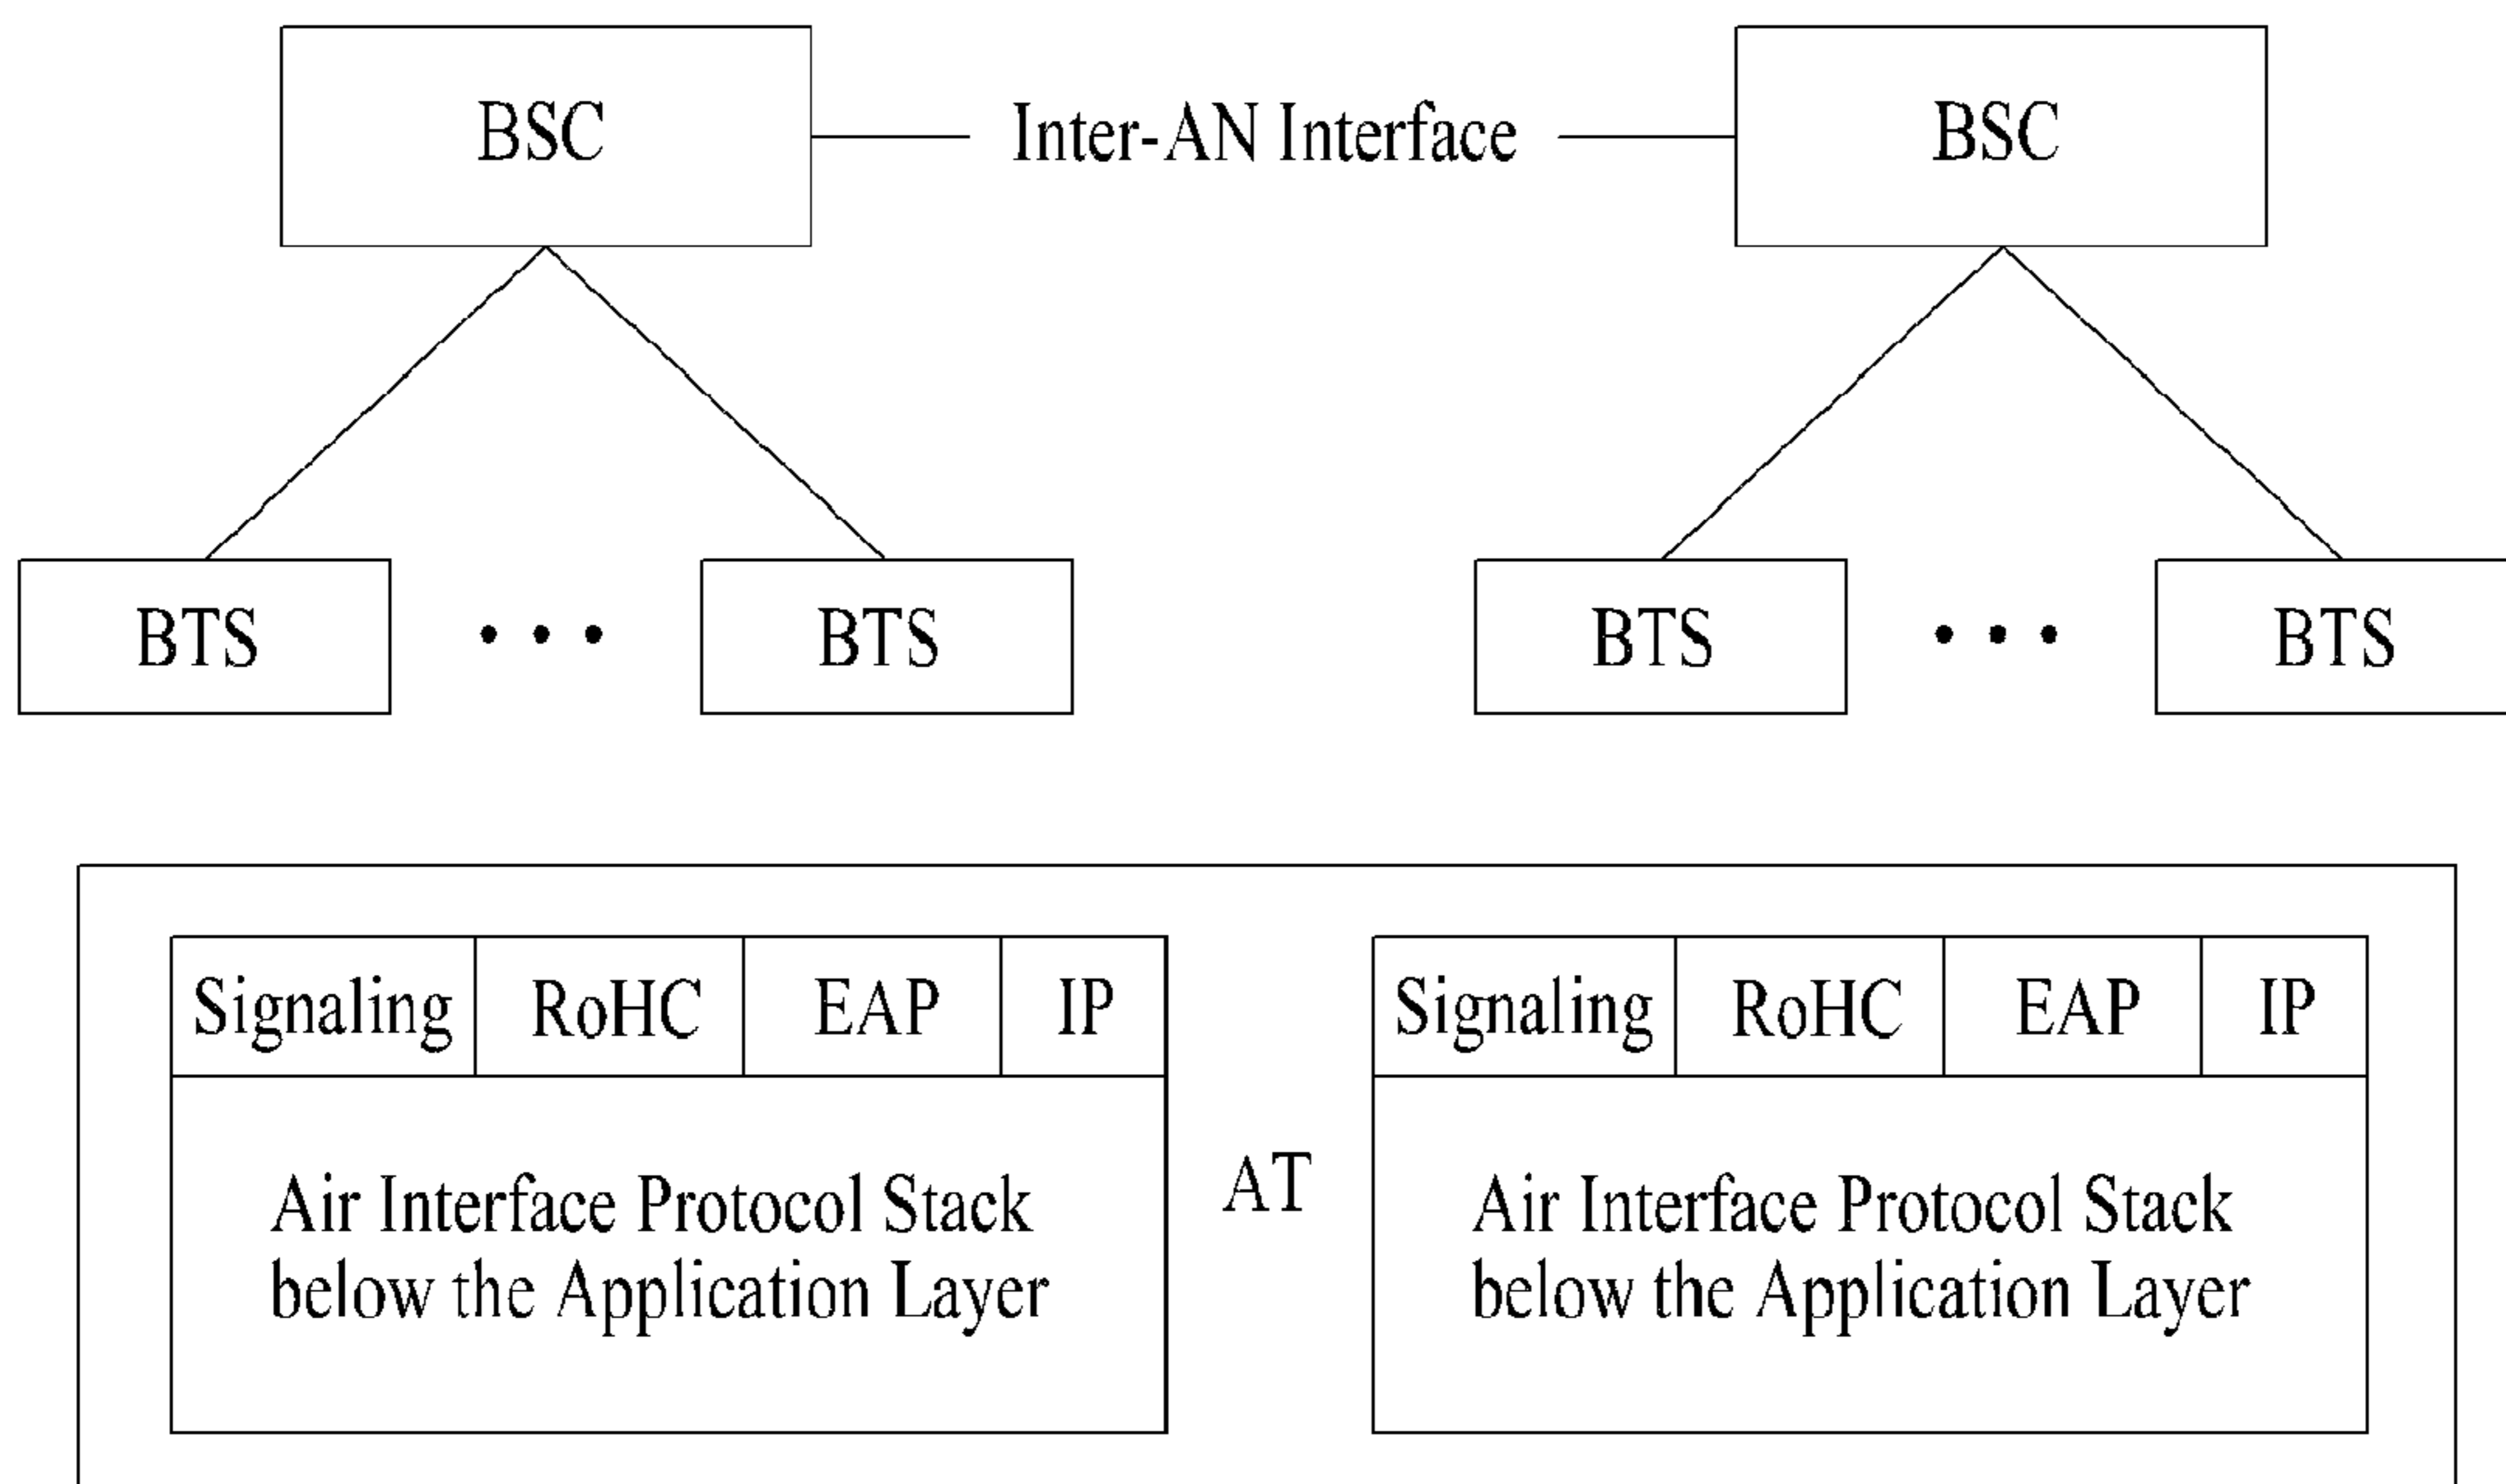 BSC
Inter-AN Interface
BSC
BTS
• • •
BTS
BTS
• • •
BTS
Signaling
RoHC
EAP
IP
Air Interface Protocol Stack
below the Application Layer
AT
Signaling
RoHC
EAP
IP
Air Interface Protocol Stack
below the Application Layer